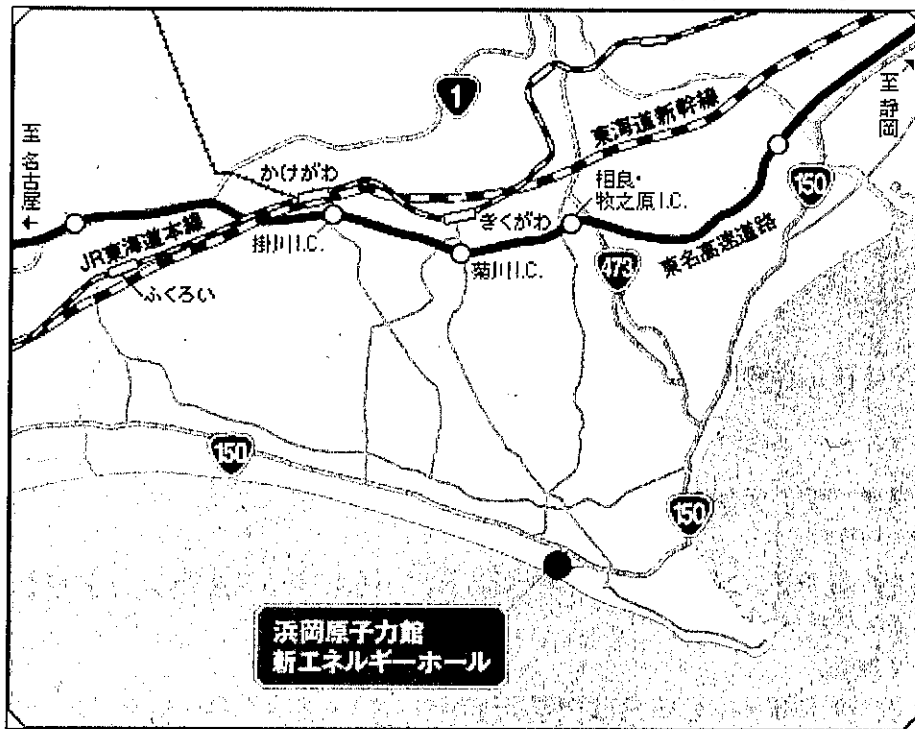 1
至 静岡
東海道新幹線
至 名古屋
かけがわ
相良・
牧之原I.C.
150
きくがわ
掛川I.C.
JR東海道本線
菊川I.C.
東名高速道路
473
ふくろい
150
150
浜岡原子力館
新エネルギーホール